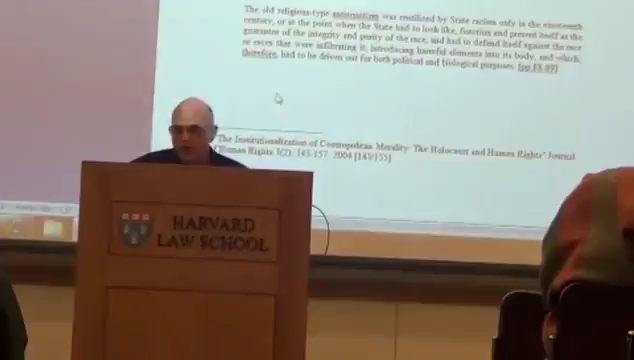 The old religious-type antisemitism was reutilized by State racism only in the nineteenth
century, or at the point when the State had to look like, function and present itself as the
guarantor of the integrity and purity of the race, and had to defend itself against the race
or races that were infiltrating it, introducing harmful elements into its body, and which,
therefore, had to be driven out for both political and biological purposes. [pp 88-89]
"The Institutionalization of Cosmopolitan Morality: The Holocaust and Human Rights" Journal
Human Rights 3(2): 143-157, 2004 [143/151]
HARVARD
LAW SCHOOL